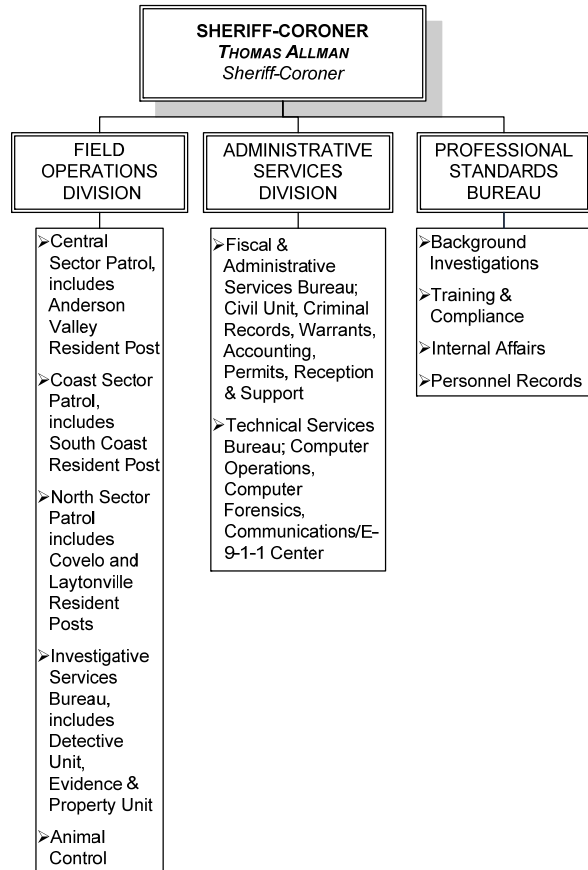 SHERIFF-CORONER
THOMAS ALLMAN
Sheriff-Coroner
FIELD
OPERATIONS
DIVISION
➢Central
Sector Patrol,
includes
Anderson
Valley
Resident Post
➢Coast Sector
Patrol,
includes
South Coast
Resident Post
➢North Sector
Patrol
includes
Covelo and
Laytonville
Resident
Posts
➢Investigative
Services
Bureau,
includes
Detective
Unit,
Evidence &
Property Unit
➢Animal
Control
ADMINISTRATIVE
SERVICES
DIVISION
➢Fiscal &
Administrative
Services Bureau;
Civil Unit, Criminal
Records, Warrants,
Accounting,
Permits, Reception
& Support
➢Technical Services
Bureau; Computer
Operations,
Computer
Forensics,
Communications/E-
9-1-1 Center
PROFESSIONAL
STANDARDS
BUREAU
➢Background
Investigations
➢Training &
Compliance
➢Internal Affairs
➢Personnel Records